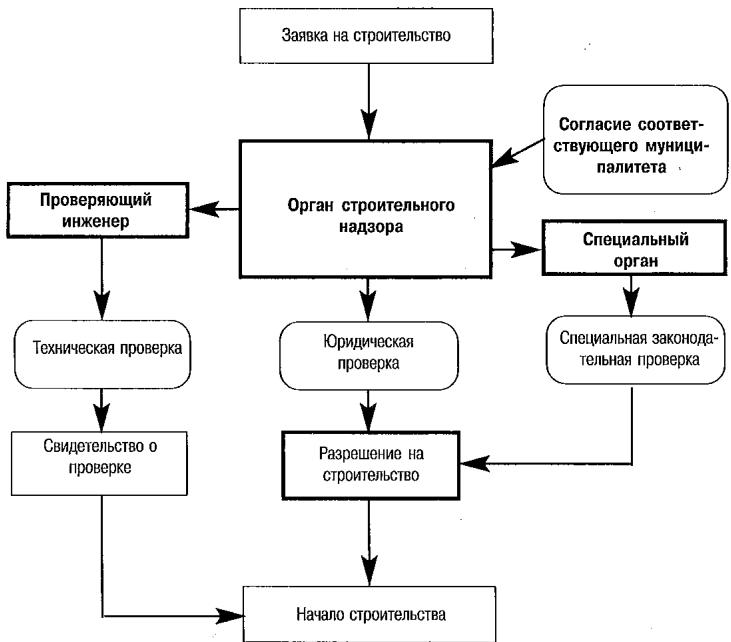 Заявка на строительство
Согласие соответ-
ствующего муници-
палитета
Проверяющий
инженер
Орган строительного
надзора
Специальный
орган
Техническая проверка
Юридическая
проверка
Специальная законода-
тельная проверка
Свидетельство о
проверке
Разрешение на
строительство
Начало строительства